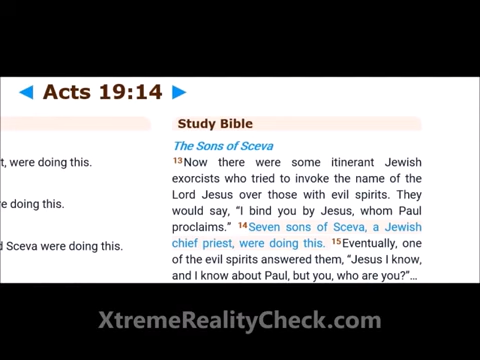 ◄ Acts 19:14 ►
t, were doing this.
e doing this.
d Sceva were doing this.
Study Bible
The Sons of Sceva
13Now there were some itinerant Jewish
exorcists who tried to invoke the name of the
Lord Jesus over those with evil spirits. They
would say, “I bind you by Jesus, whom Paul
proclaims.” 14Seven sons of Sceva, a Jewish
chief priest, were doing this. 15Eventually, one
of the evil spirits answered them, “Jesus I know,
and I know about Paul, but you, who are you?”…
XtremeRealityCheck.com